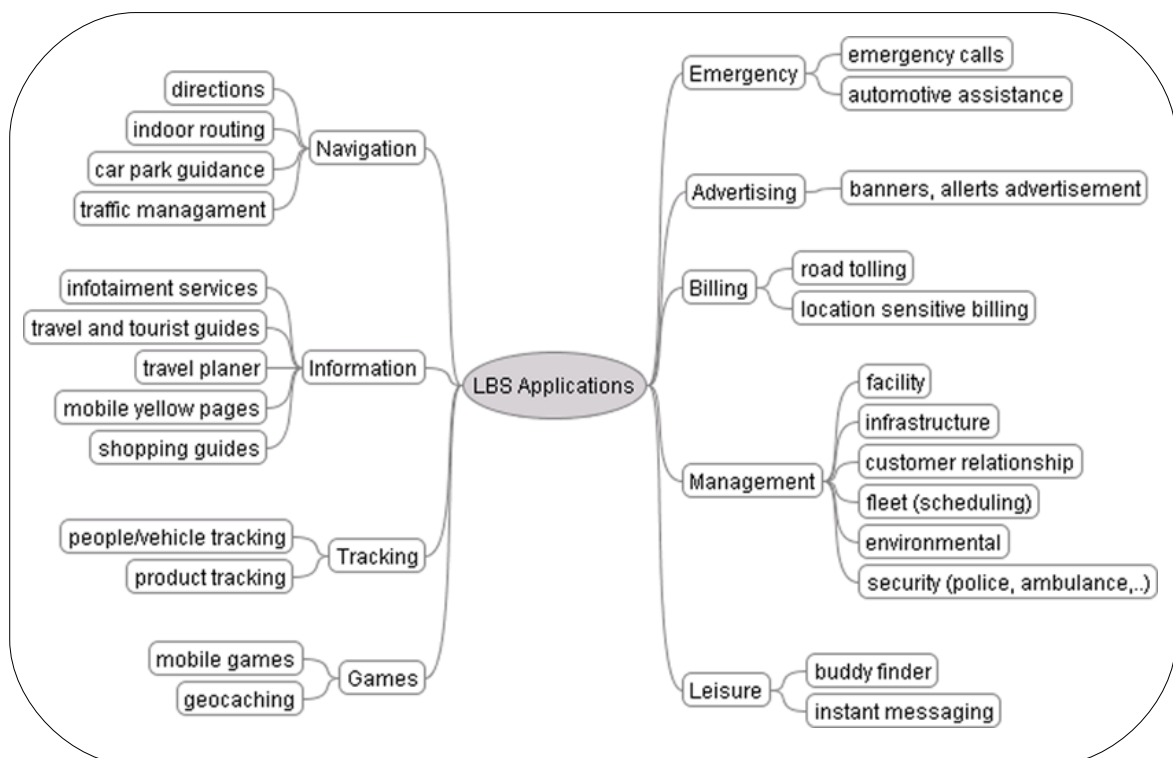 LBS Applications
Navigation
directions
indoor routing
car park guidance
traffic managament
Information
infotaiment services
travel and tourist guides
travel planer
mobile yellow pages
shopping guides
Tracking
people/vehicle tracking
product tracking
Games
mobile games
geocaching
Emergency
emergency calls
automotive assistance
Advertising
banners, allerts advertisement
Billing
road tolling
location sensitive billing
Management
facility
infrastructure
customer relationship
fleet (scheduling)
environmental
security (police, ambulance,..)
Leisure
buddy finder
instant messaging